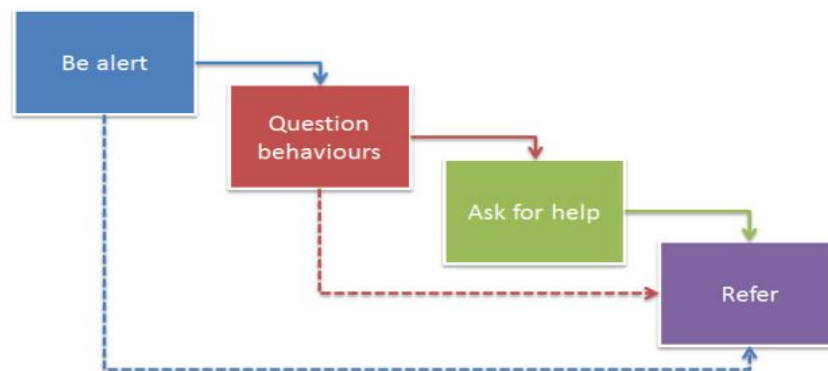 Be alert
Question
behaviours
Ask for help
Refer